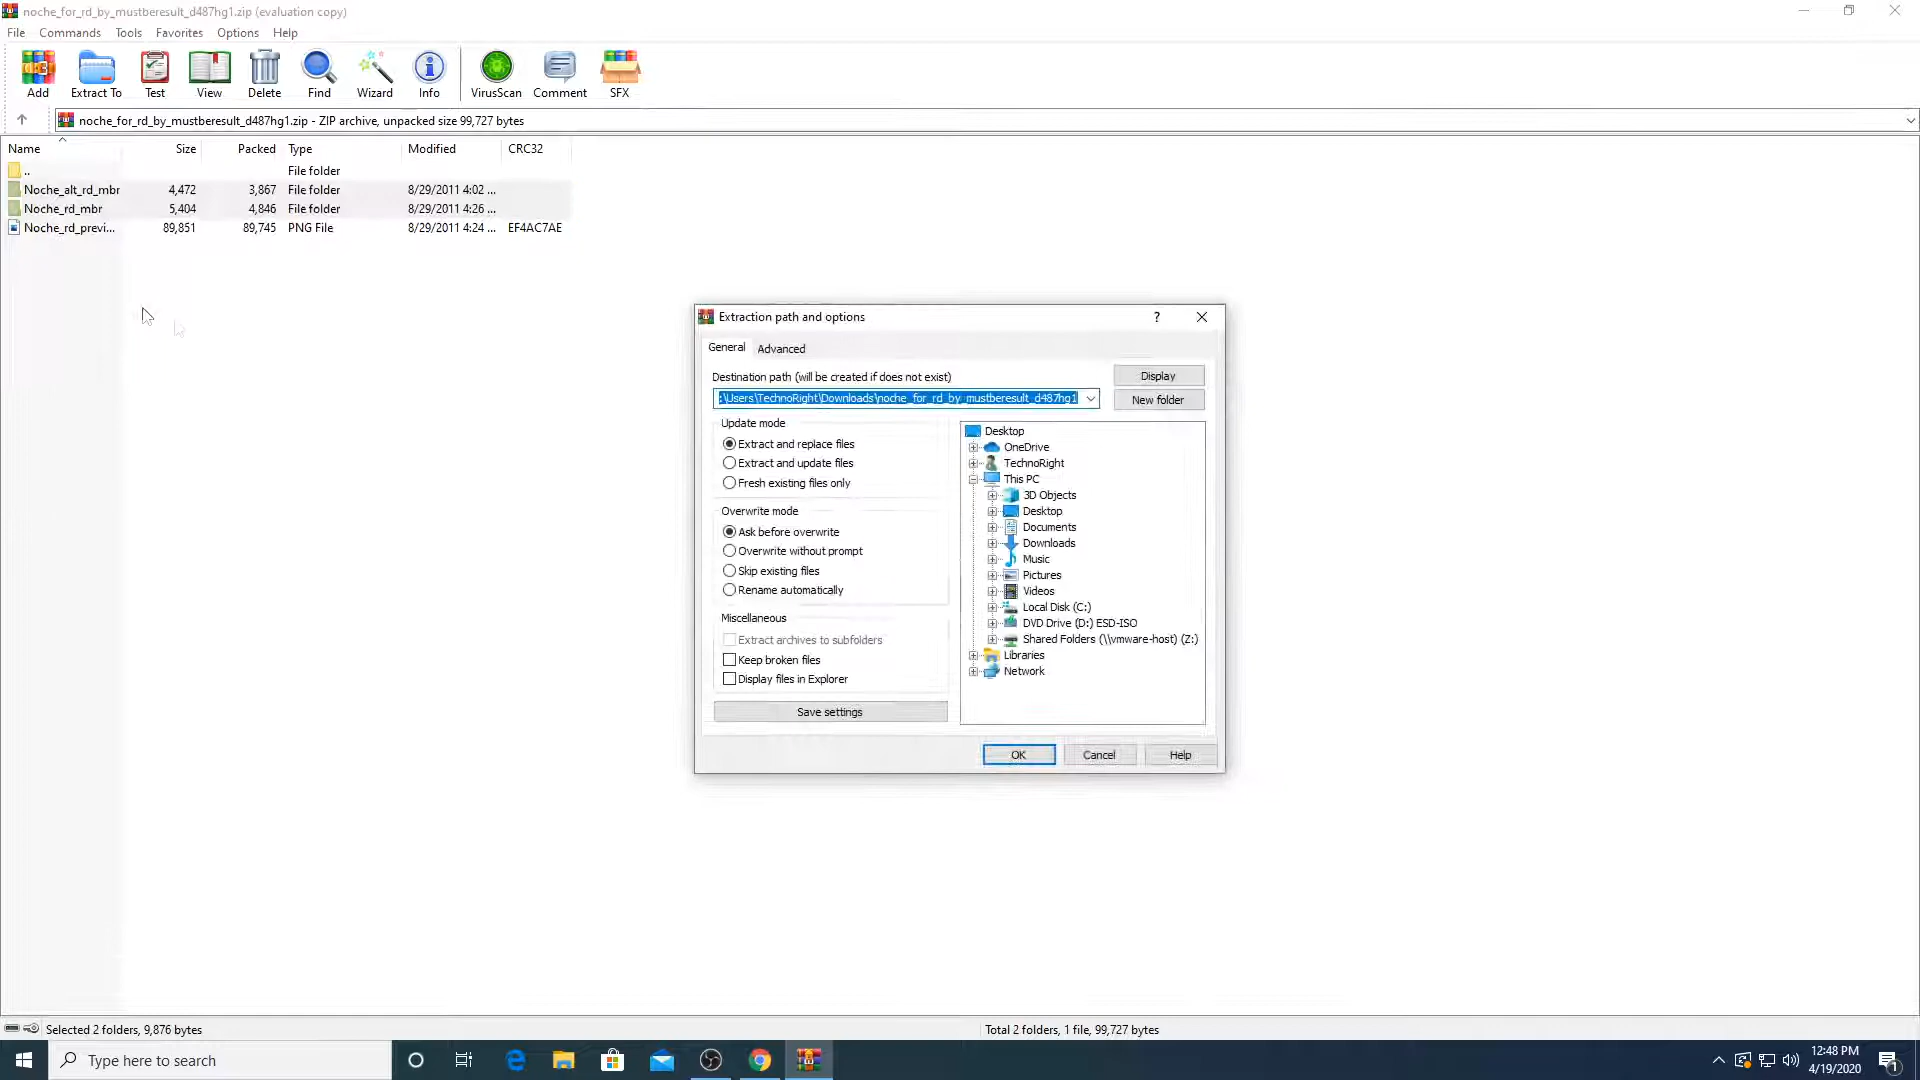 noche_for_rd_by_mustberesult_d487hg1.zip (evaluation copy)
File Commands Tools Favorites Options Help
Add Extract To Test View Delete Find Wizard Info VirusScan Comment SFX
noche_for_rd_by_mustberesult_d487hg1.zip - ZIP archive, unpacked size 99,727 bytes
Name Size Packed Type Modified CRC32
.. File folder
Noche_alt_rd_mbr 4,472 3,867 File folder 8/29/2011 4:02 ...
Noche_rd_mbr 5,404 4,846 File folder 8/29/2011 4:26 ...
Noche_rd_previ... 89,851 89,745 PNG File 8/29/2011 4:24 ... EF4AC7AE
Extraction path and options ?
General Advanced
Destination path (will be created if does not exist)
Display
:\Users\TechnoRight\Downloads\noche_for_rd_by_mustberesult_d487hg1
New folder
Update mode
Extract and replace files
Extract and update files
Fresh existing files only
Overwrite mode
Ask before overwrite
Overwrite without prompt
Skip existing files
Rename automatically
Miscellaneous
Extract archives to subfolders
Keep broken files
Display files in Explorer
Save settings
Desktop
OneDrive
TechnoRight
This PC
3D Objects
Desktop
Documents
Downloads
Music
Pictures
Videos
Local Disk (C:)
DVD Drive (D:) ESD-ISO
Shared Folders (\\vmware-host) (Z:)
Libraries
Network
OK Cancel Help
Selected 2 folders, 9,876 bytes
Total 2 folders, 1 file, 99,727 bytes
Type here to search
12:48 PM
4/19/2020
1